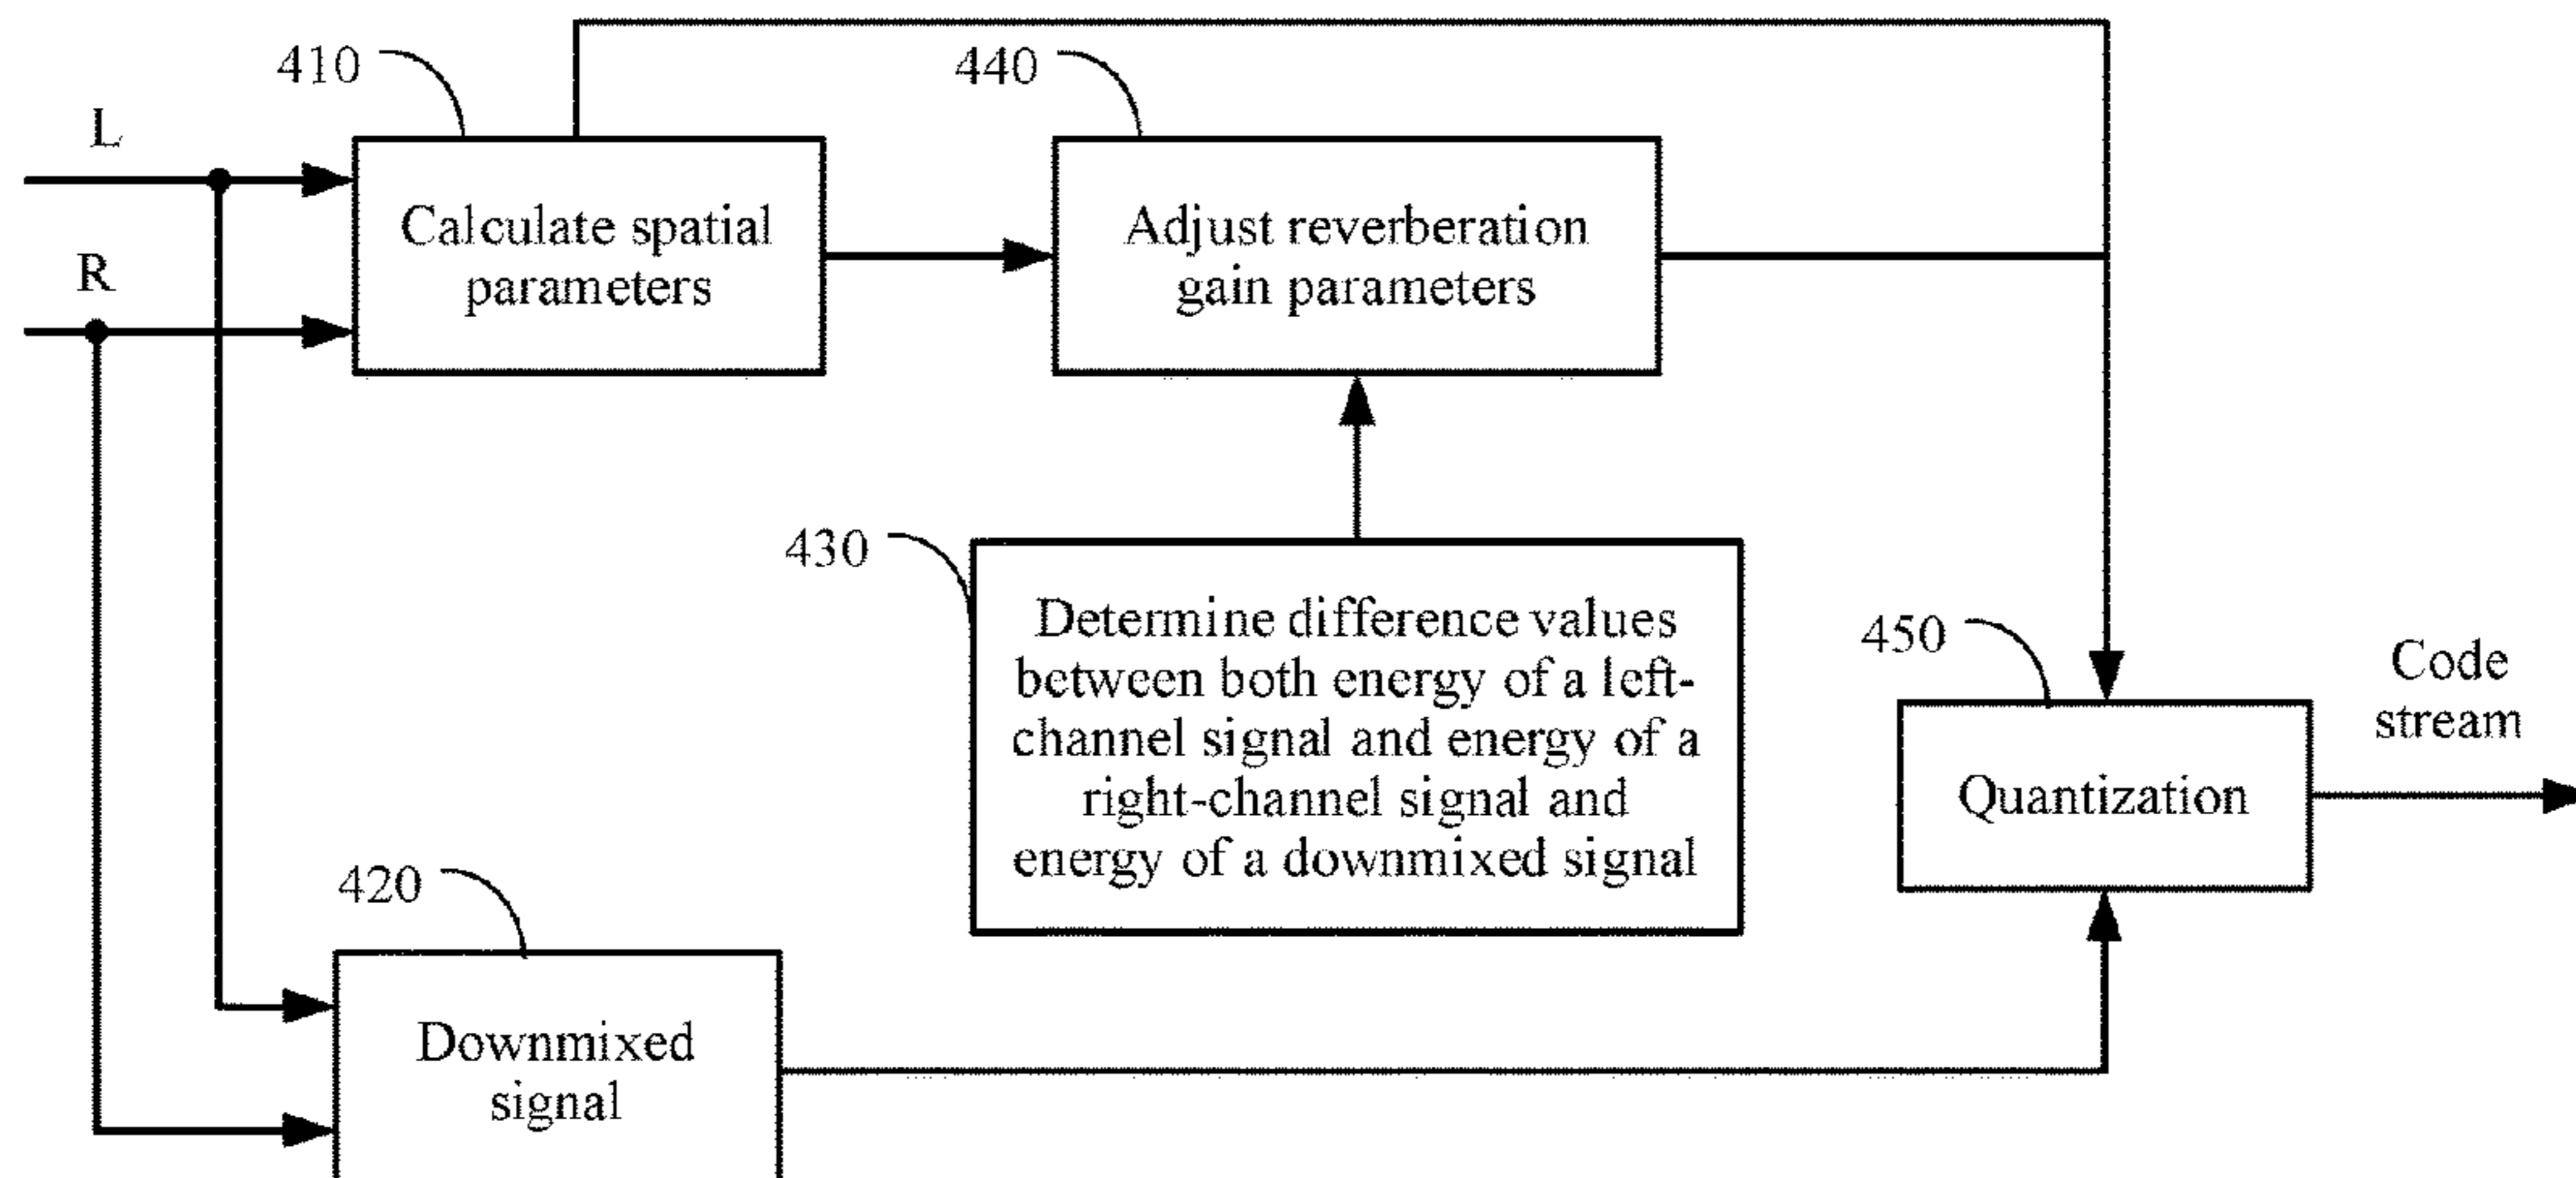 410
440
L
Calculate spatial
parameters
Adjust reverberation
gain parameters
R
430
Determine difference values
between both energy of a left-
channel signal and energy of a
right-channel signal and
energy of a downmixed signal
450
Code
stream
Quantization
420
Downmixed
signal